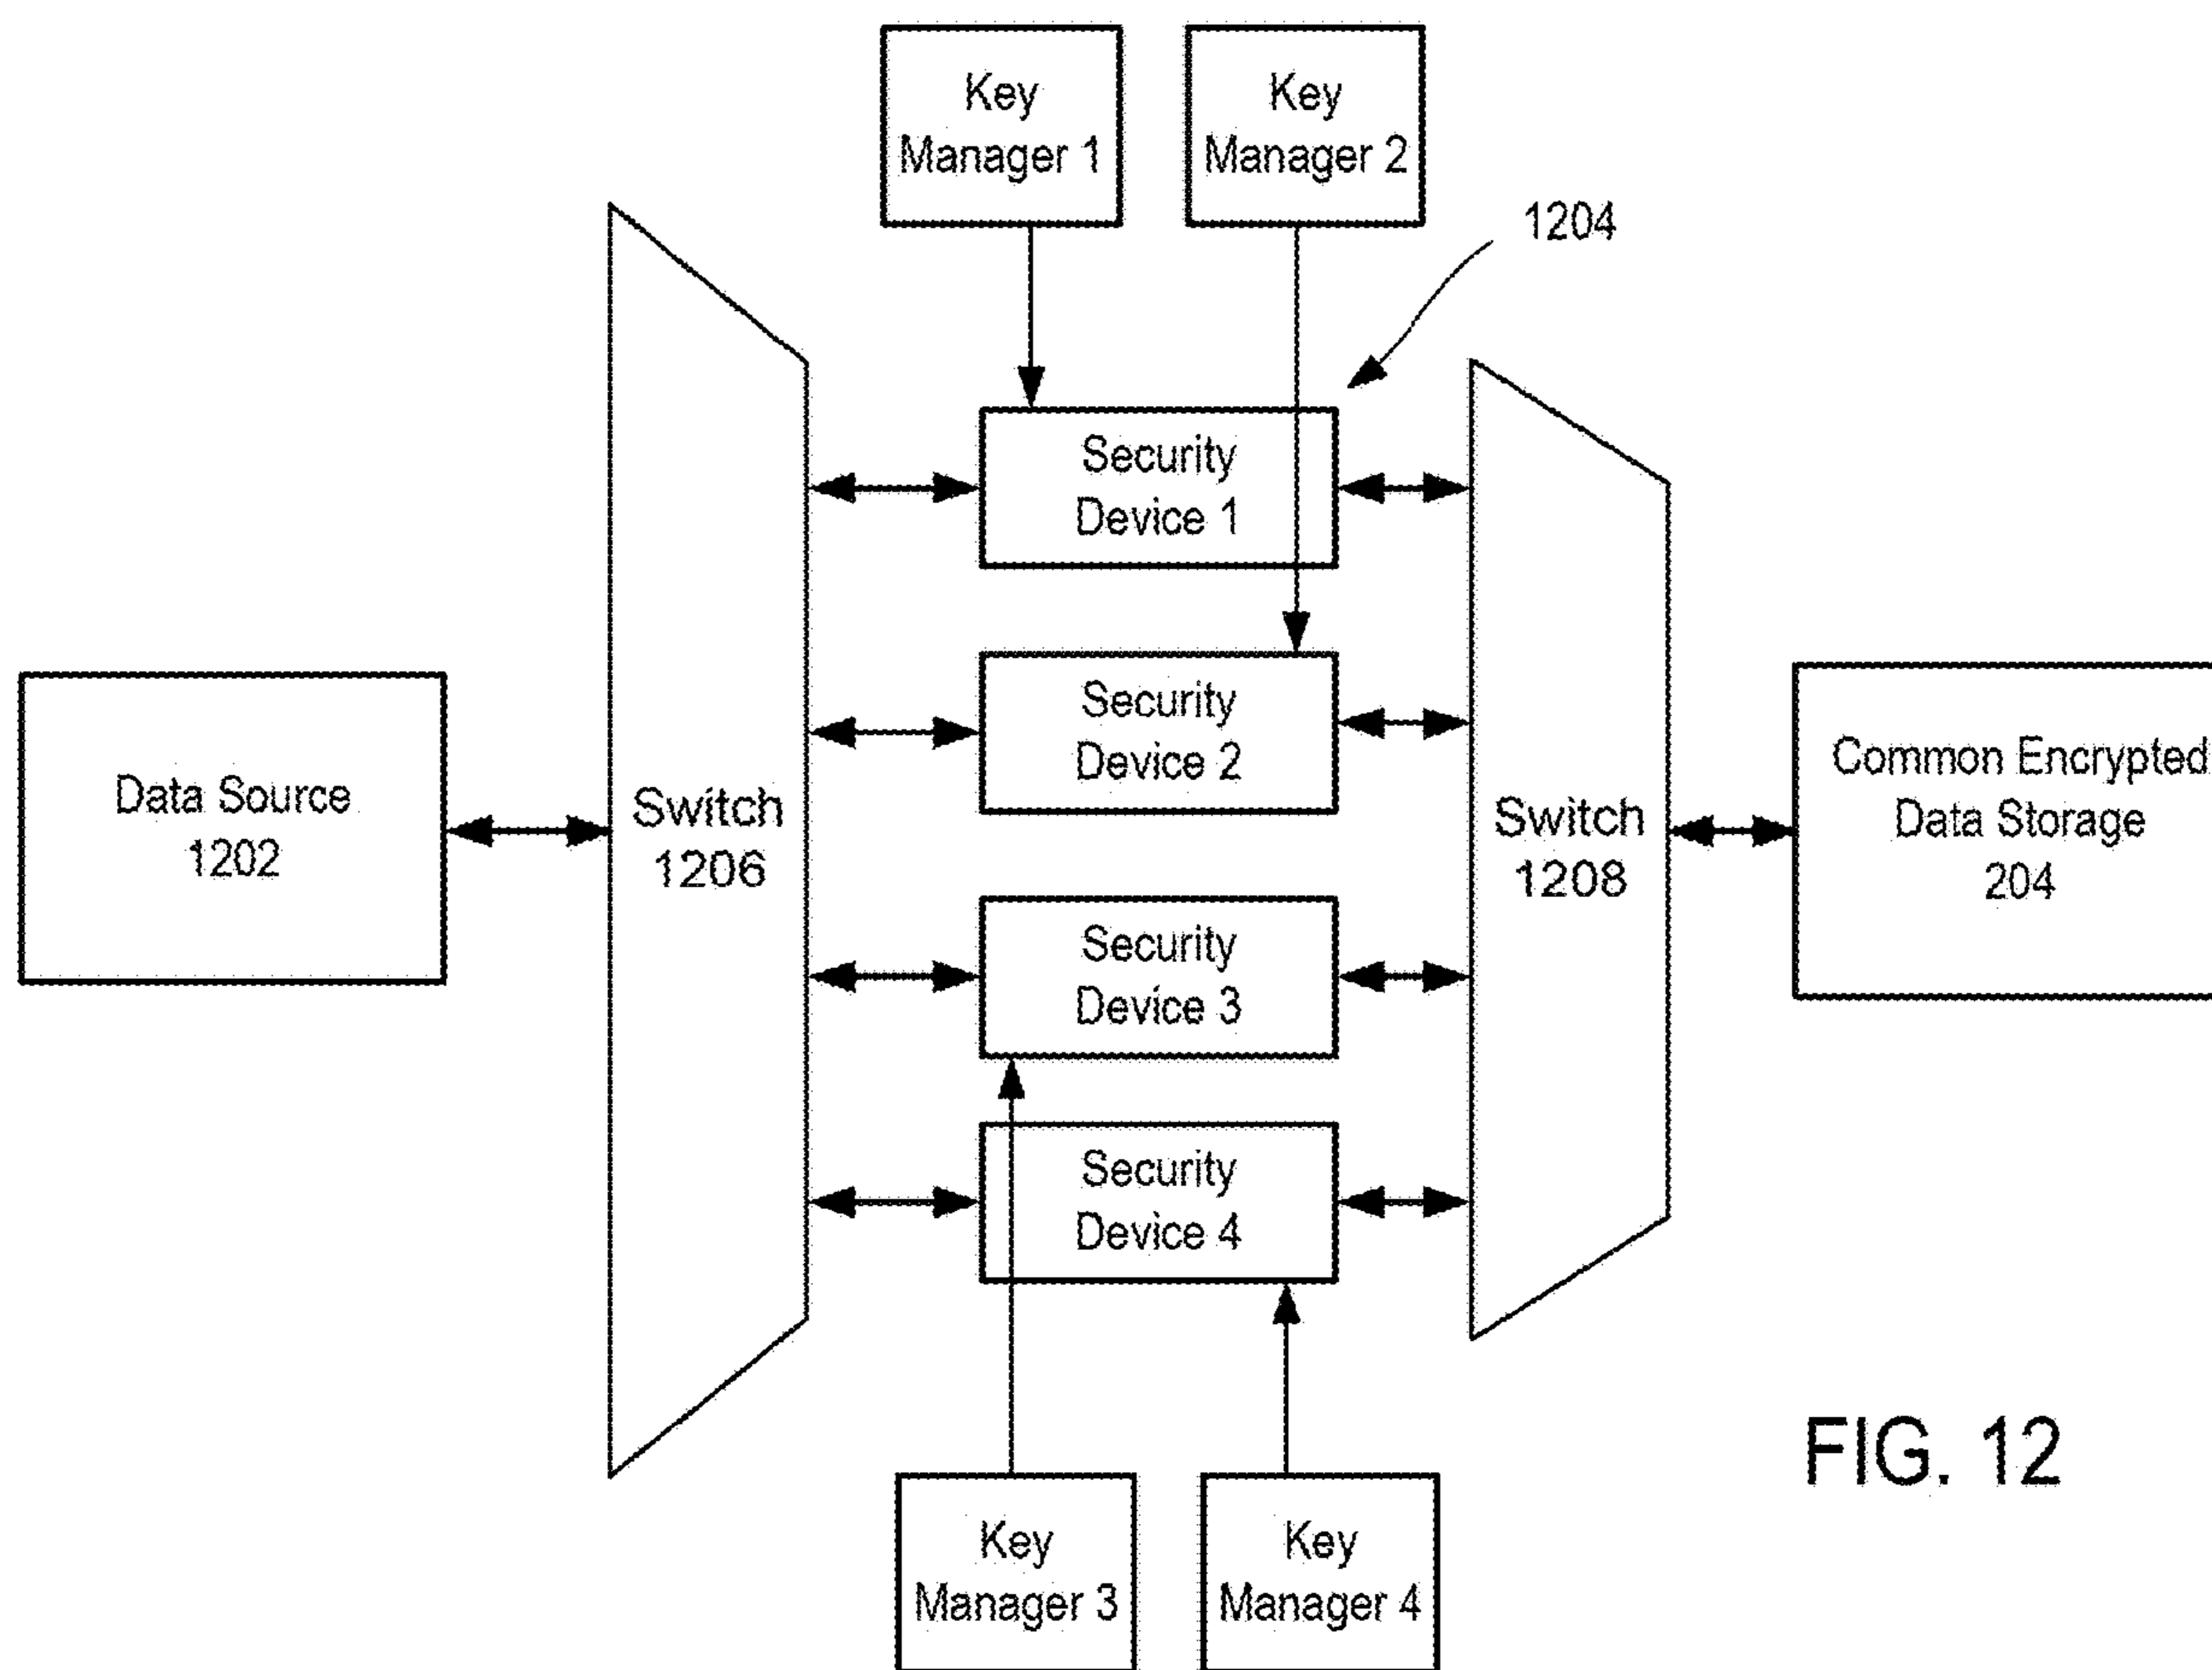 Key
Manager 1
Key
Manager 2
1204
Security
Device 1
Security
Device 2
Data Source
1202
Switch
1206
Switch
1208
Common Encrypted
Data Storage
204
Security
Device 3
Security
Device 4
FIG. 12
Key
Manager 3
Key
Manager 4